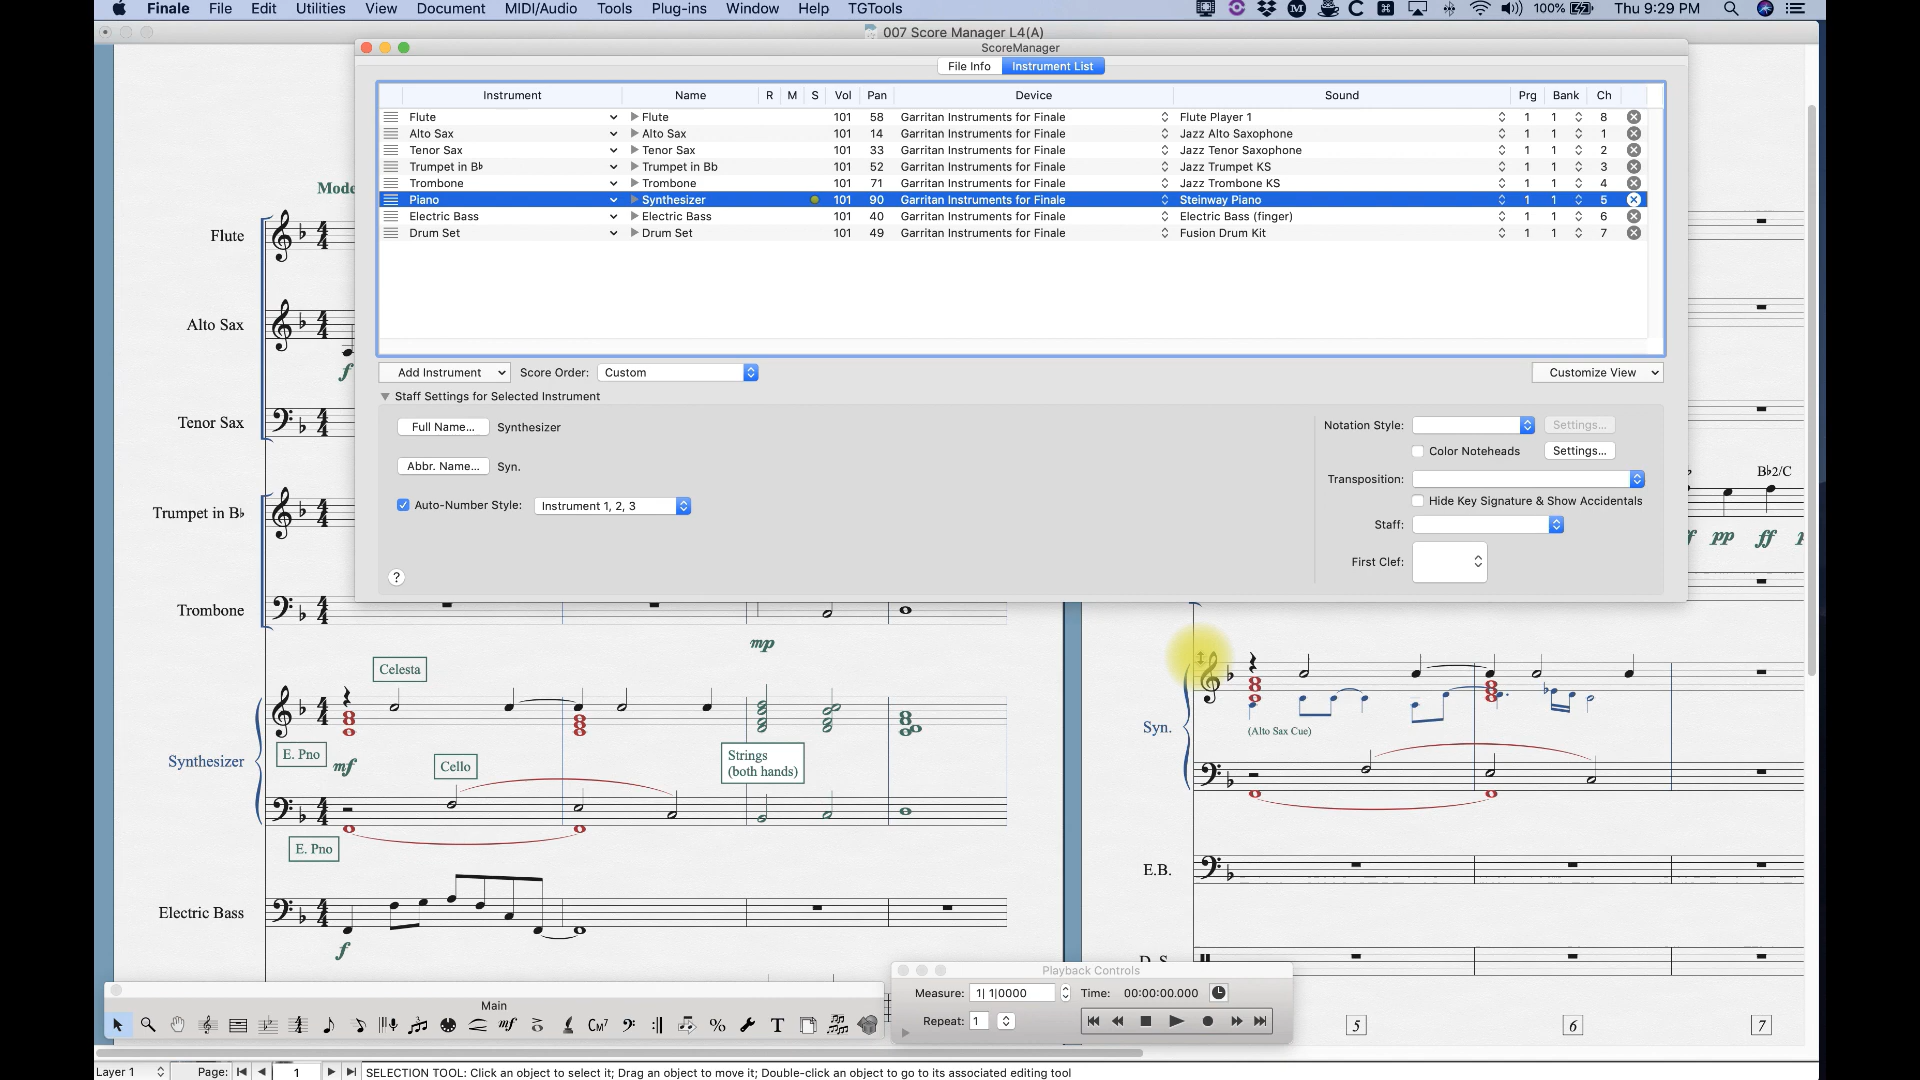 Finale File Edit Utilities View Document MIDI/Audio Tools Plug-ins Window Help TGTools 100% Thu 9:29 PM
007 Score Manager L4(A)
ScoreManager
File Info Instrument List
Instrument Name R M S Vol Pan Device Sound Prg Bank Ch
Flute Flute 101 58 Garritan Instruments for Finale Flute Player 1 1 1 8
Alto Sax Alto Sax 101 14 Garritan Instruments for Finale Jazz Alto Saxophone 1 1 1
Tenor Sax Tenor Sax 101 33 Garritan Instruments for Finale Jazz Tenor Saxophone 1 1 2
Trumpet in B♭ Trumpet in Bb 101 52 Garritan Instruments for Finale Jazz Trumpet KS 1 1 3
Trombone Trombone 101 71 Garritan Instruments for Finale Jazz Trombone KS 1 1 4
Piano Synthesizer 101 90 Garritan Instruments for Finale Steinway Piano 1 1 5
Electric Bass Electric Bass 101 40 Garritan Instruments for Finale Electric Bass (finger) 1 1 6
Drum Set Drum Set 101 49 Garritan Instruments for Finale Fusion Drum Kit 1 1 7
Add Instrument Score Order: Custom Customize View
Staff Settings for Selected Instrument
Full Name... Synthesizer
Abbr. Name... Syn.
Auto-Number Style: Instrument 1, 2, 3
?
Notation Style: Settings...
Color Noteheads Settings...
Transposition:
Hide Key Signature & Show Accidentals
Staff:
First Clef:
Mode
Flute
Alto Sax
f
Tenor Sax
Trumpet in B♭
Trombone
mp
Celesta
Synthesizer
E. Pno
mf
Cello
Strings
(both hands)
E. Pno
Electric Bass
f
B♭2/C
f pp ff
Syn.
(Alto Sax Cue)
E.B.
D. S.
5 6 7
Main
CM7
Playback Controls
Measure: 1| 1|0000 Time: 00:00:00.000
Repeat: 1
Layer 1 Page: 1 SELECTION TOOL: Click an object to select it; Drag an object to move it; Double-click an object to go to its associated editing tool